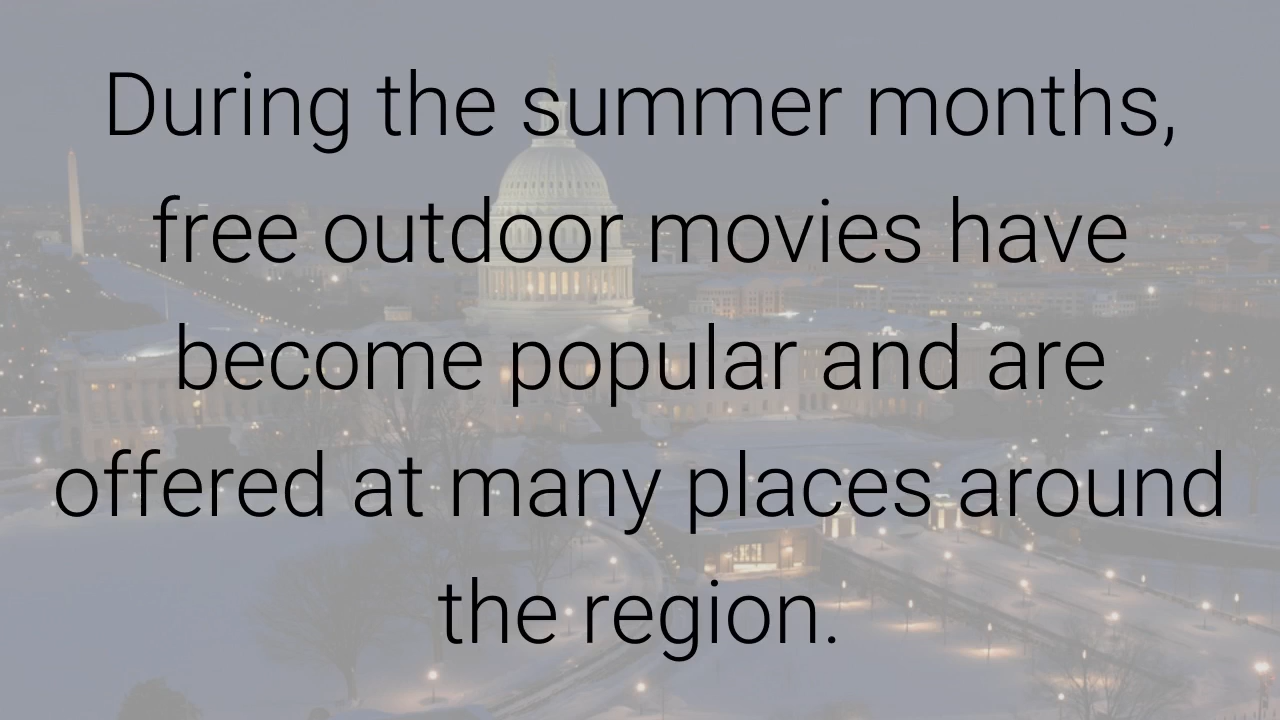 During the summer months,
free outdoor movies have
become popular and are
offered at many places around
the region.